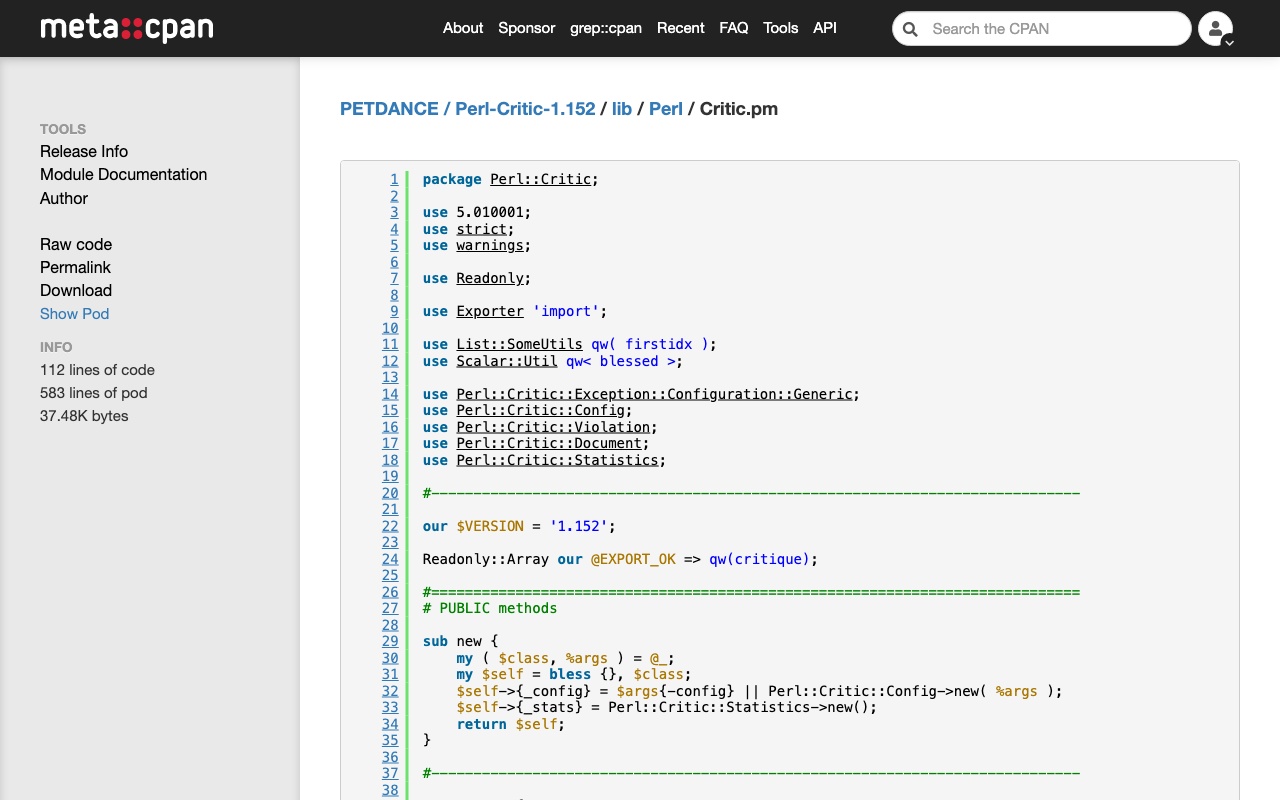 meta::cpan
About Sponsor grep::cpan Recent FAQ Tools API
Search the CPAN
TOOLS
Release Info
Module Documentation
Author
Raw code
Permalink
Download
Show Pod
INFO
112 lines of code
583 lines of pod
37.48K bytes
PETDANCE / Perl-Critic-1.152 / lib / Perl / Critic.pm
1 package Perl::Critic;
2
3 use 5.010001;
4 use strict;
5 use warnings;
6
7 use Readonly;
8
9 use Exporter 'import';
10
11 use List::SomeUtils qw( firstidx );
12 use Scalar::Util qw< blessed >;
13
14 use Perl::Critic::Exception::Configuration::Generic;
15 use Perl::Critic::Config;
16 use Perl::Critic::Violation;
17 use Perl::Critic::Document;
18 use Perl::Critic::Statistics;
19
20 #-----------------------------------------------------------------------------
21
22 our $VERSION = '1.152';
23
24 Readonly::Array our @EXPORT_OK => qw(critique);
25
26 #=============================================================================
27 # PUBLIC methods
28
29 sub new {
30     my ( $class, %args ) = @_;
31     my $self = bless {}, $class;
32     $self->{_config} = $args{-config} || Perl::Critic::Config->new( %args );
33     $self->{_stats} = Perl::Critic::Statistics->new();
34     return $self;
35 }
36
37 #-----------------------------------------------------------------------------
38